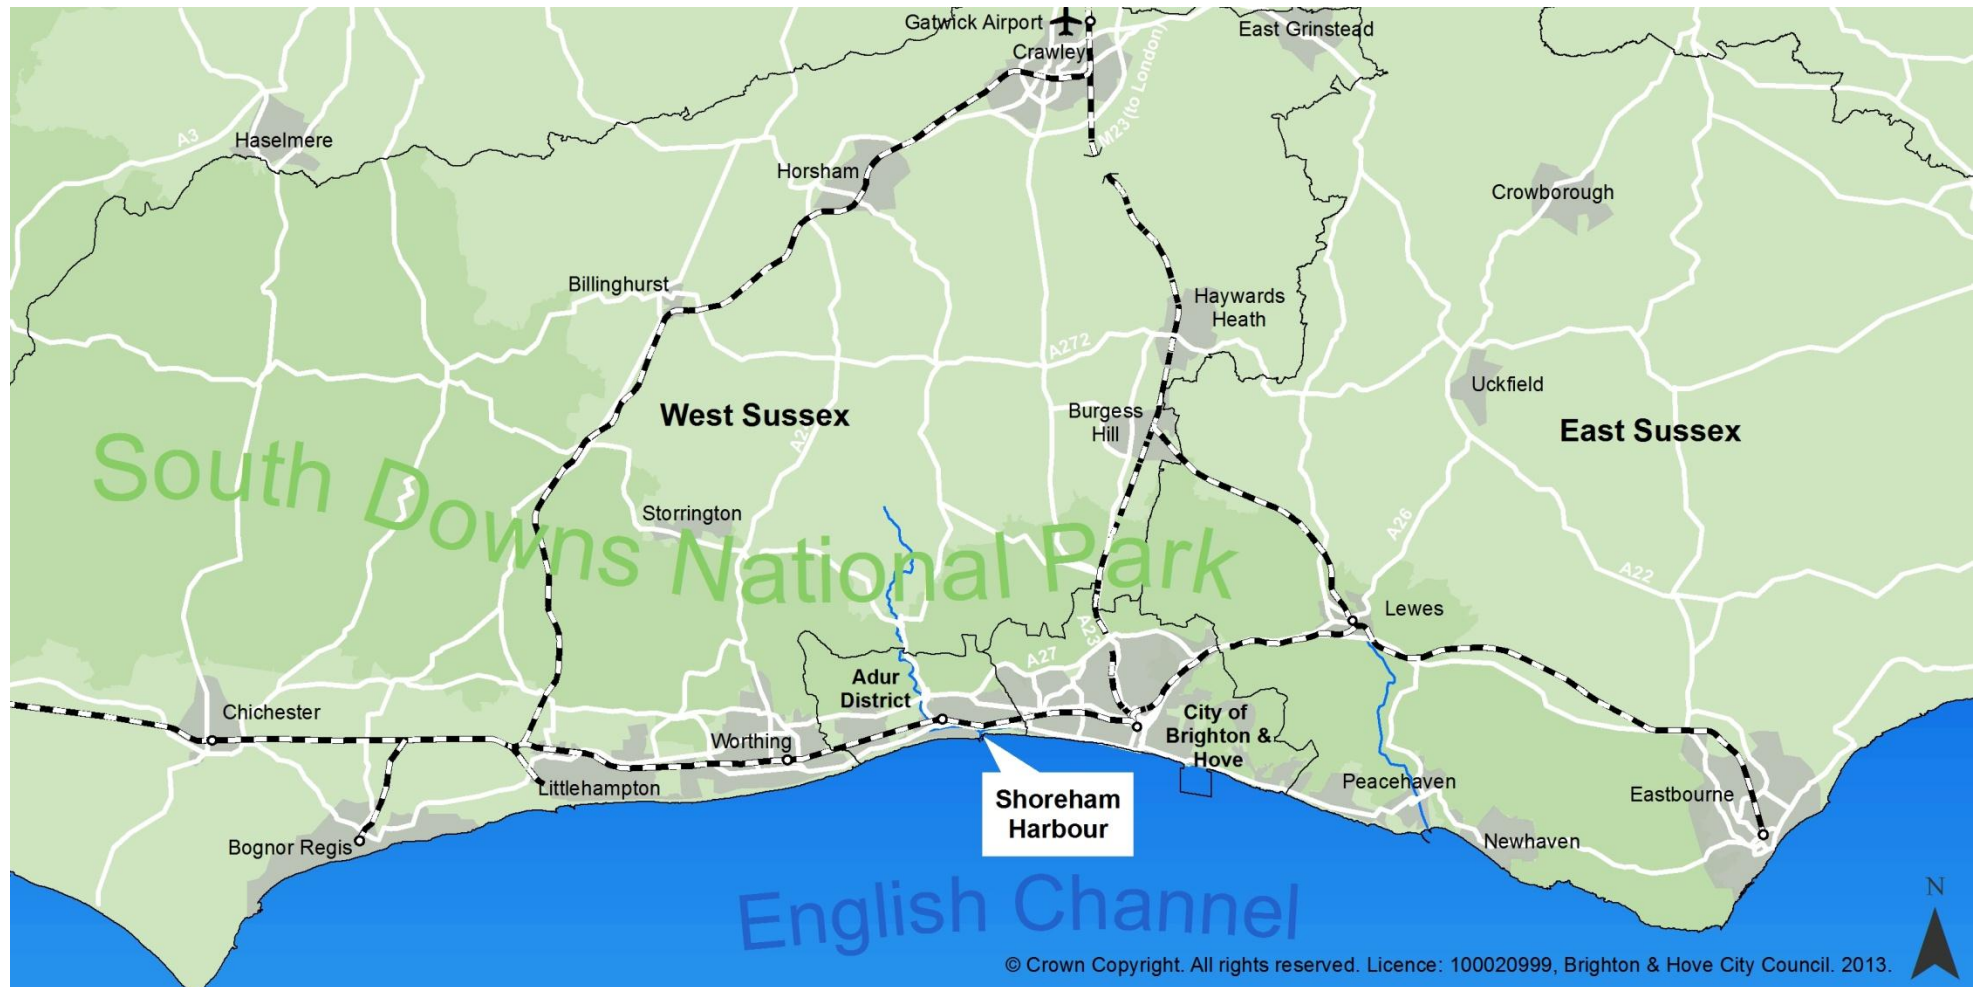 Gatwick Airport
East Grinstead
Crawley
M23 (to London)
A3
Haselmere
Horsham
Crowborough
Billinghurst
Haywards
Heath
A272
Uckfield
West Sussex
Burgess
Hill
East Sussex
South Downs National Park
Storrington
A26
A22
Lewes
A23
A27
Adur
District
Chichester
Worthing
City of
Brighton &
Hove
Littlehampton
Peacehaven
Eastbourne
Shoreham
Harbour
Bognor Regis
Newhaven
English Channel
N
© Crown Copyright. All rights reserved. Licence: 100020999, Brighton & Hove City Council. 2013.